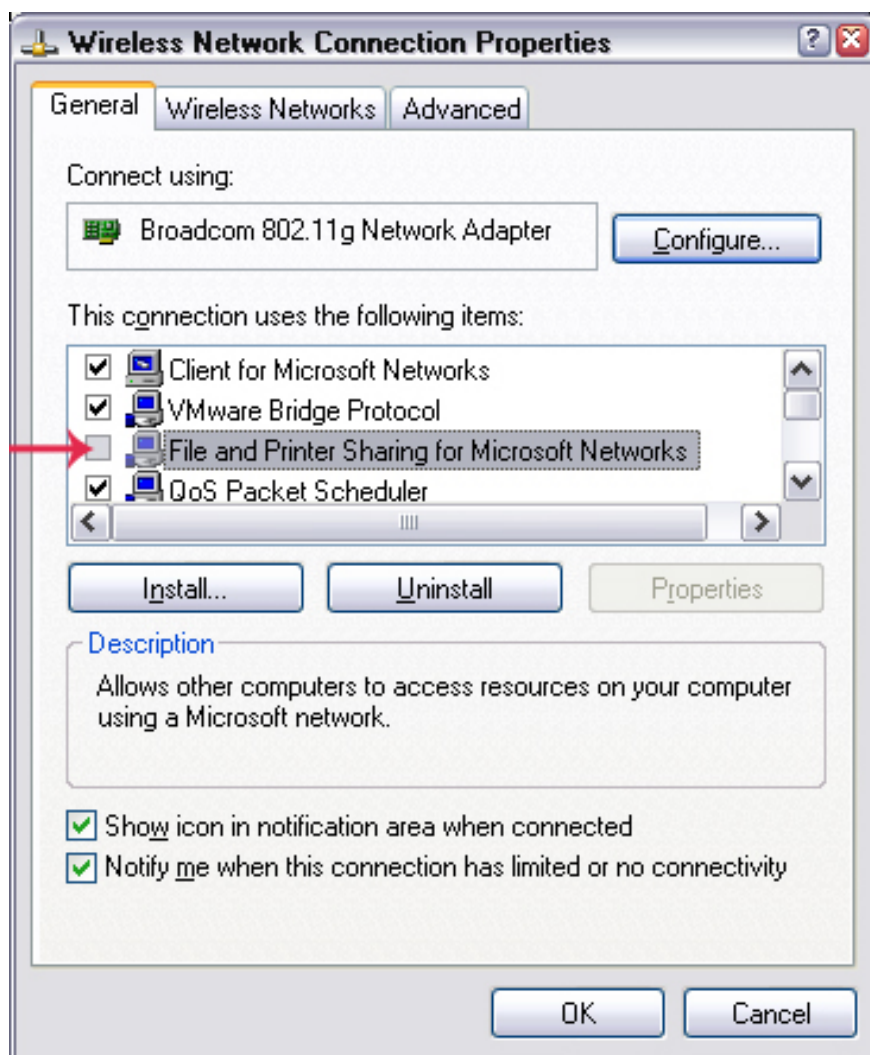 Wireless Network Connection Properties
General
Wireless Networks
Advanced
Connect using:
Broadcom 802.11g Network Adapter
Configure...
This connection uses the following items:
Client for Microsoft Networks
VMware Bridge Protocol
File and Printer Sharing for Microsoft Networks
QoS Packet Scheduler
Install...
Uninstall
Properties
Description
Allows other computers to access resources on your computer
using a Microsoft network.
Show icon in notification area when connected
Notify me when this connection has limited or no connectivity
OK
Cancel